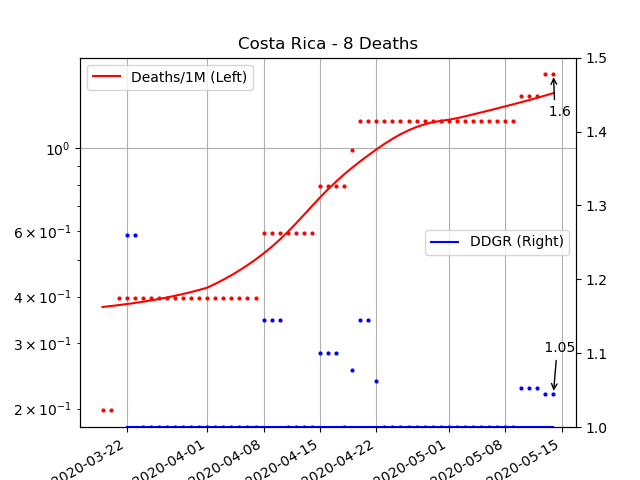 Costa Rica - 8 Deaths
Deaths/1M (Left)
DDGR (Right)
10⁰
6 × 10⁻¹
4 × 10⁻¹
3 × 10⁻¹
2 × 10⁻¹
1.5
1.4
1.3
1.2
1.1
1.0
1.6
1.05
2020-03-22
2020-04-01
2020-04-08
2020-04-15
2020-04-22
2020-05-01
2020-05-08
2020-05-15